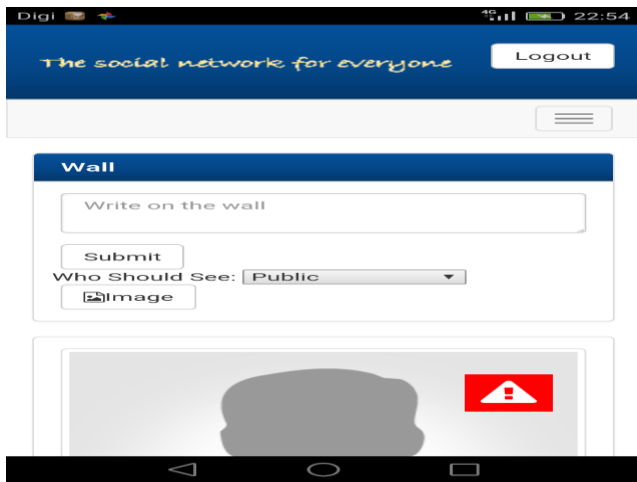 Digi 4G 22:54
The social network for everyone Logout
Wall
Write on the wall
Submit
Who Should See: Public
Image